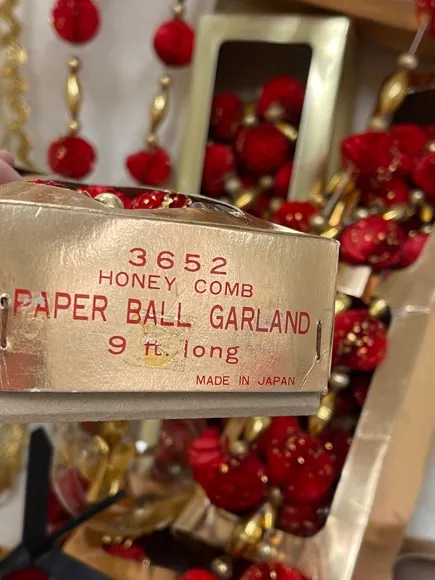 3652
HONEY COMB
PAPER BALL GARLAND
9 ft. long
MADE IN JAPAN